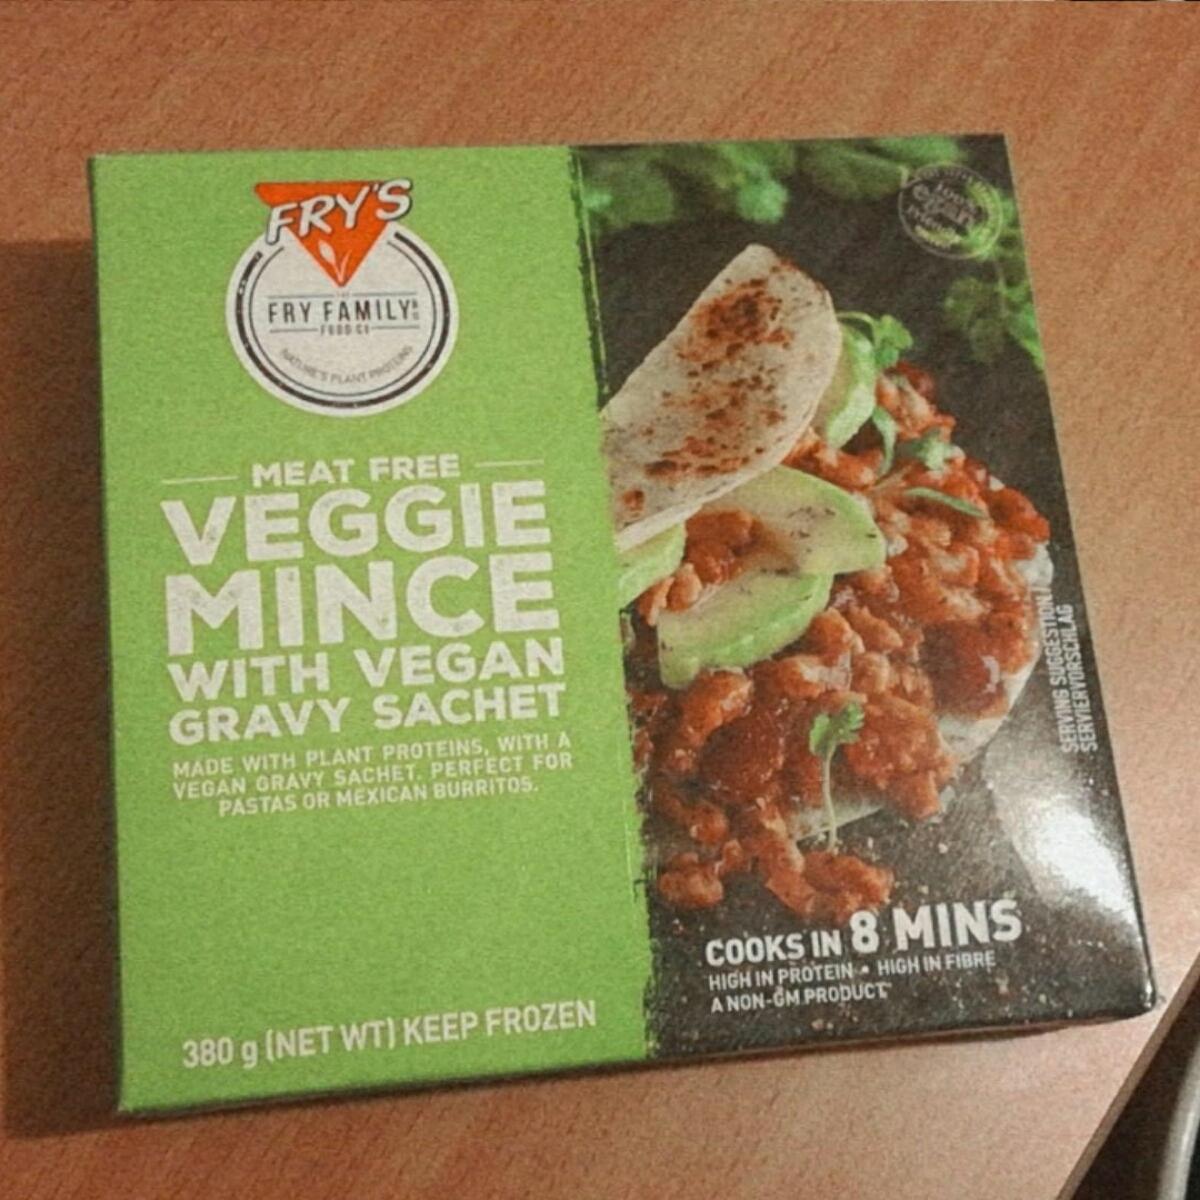 FRY'S
FRY FAMILY
FOOD CO
NATURE'S PLANT PROTEINS
MEAT FREE
VEGGIE
MINCE
WITH VEGAN
GRAVY SACHET
MADE WITH PLANT PROTEINS, WITH A
VEGAN GRAVY SACHET. PERFECT FOR
PASTAS OR MEXICAN BURRITOS.
380 g (NET WT) KEEP FROZEN
SERVING SUGGESTION /
SERVIERVORSCHLAG
COOKS IN 8 MINS
HIGH IN PROTEIN • HIGH IN FIBRE
A NON-GM PRODUCT